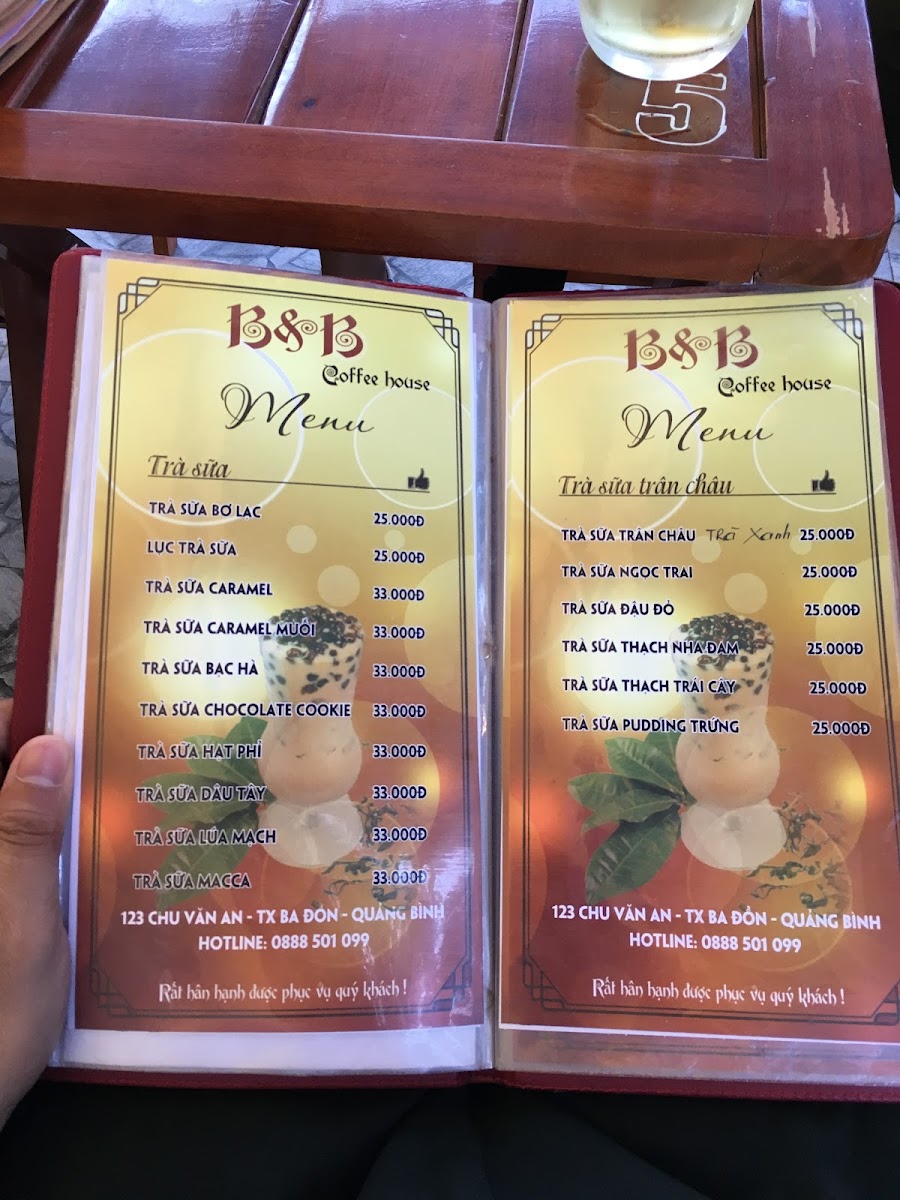 5
B&B
Coffee house
Menu
Trà sữa
TRÀ SỮA BƠ LẠC 25.000Đ
LỤC TRÀ SỮA 25.000Đ
TRÀ SỮA CARAMEL 33.000Đ
TRÀ SỮA CARAMEL MUỐI 33.000Đ
TRÀ SỮA BẠC HÀ 33.000Đ
TRÀ SỮA CHOCOLATE COOKIE 33.000Đ
TRÀ SỮA HẠT PHỈ 33.000Đ
TRÀ SỮA DÂU TÂY 33.000Đ
TRÀ SỮA LÚA MẠCH 33.000Đ
TRÀ SỮA MACCA 33.000Đ
123 CHU VĂN AN - TX BA ĐỒN - QUẢNG BÌNH
HOTLINE: 0888 501 099
Rất hân hạnh được phục vụ quý khách !
B&B
Coffee house
Menu
Trà sữa trân châu
TRÀ SỮA TRÂN CHÂU Trà Xanh 25.000Đ
TRÀ SỮA NGỌC TRAI 25.000Đ
TRÀ SỮA ĐẬU ĐỎ 25.000Đ
TRÀ SỮA THẠCH NHA ĐAM 25.000Đ
TRÀ SỮA THẠCH TRÁI CÂY 25.000Đ
TRÀ SỮA PUDDING TRỨNG 25.000Đ
123 CHU VĂN AN - TX BA ĐỒN - QUẢNG BÌNH
HOTLINE: 0888 501 099
Rất hân hạnh được phục vụ quý khách !